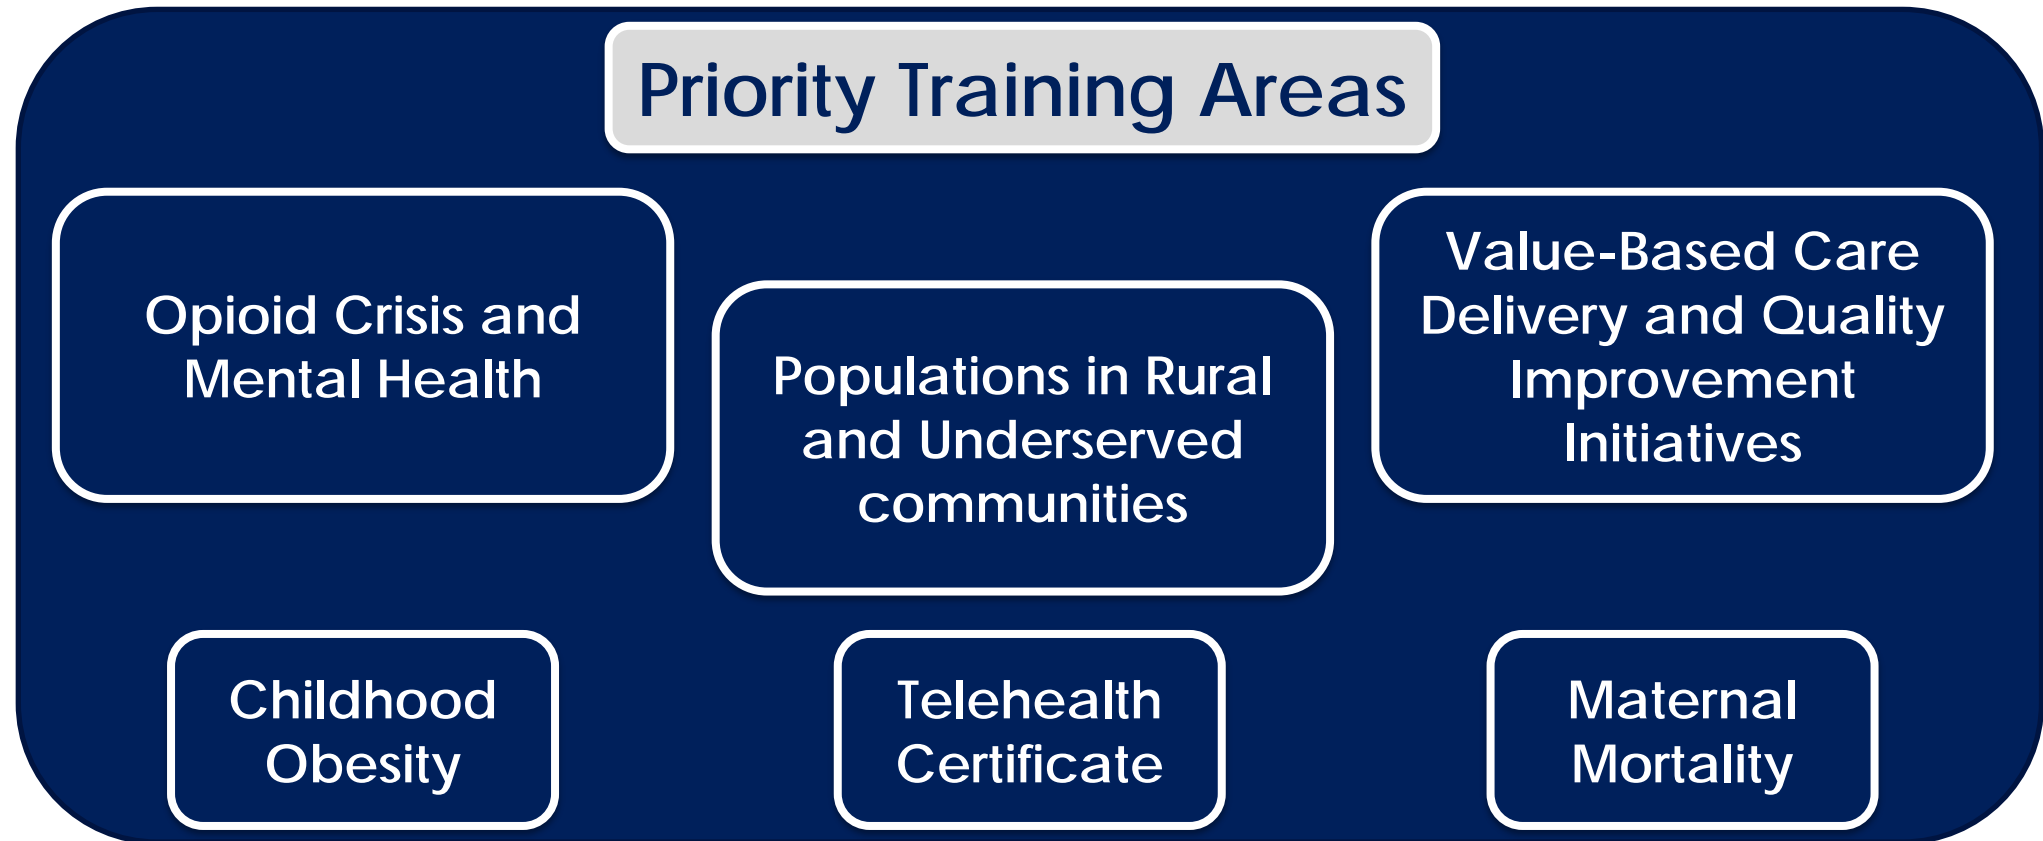 Priority Training Areas
Opioid Crisis and
Mental Health
Populations in Rural
and Underserved
communities
Value-Based Care
Delivery and Quality
Improvement
Initiatives
Childhood
Obesity
Telehealth
Certificate
Maternal
Mortality